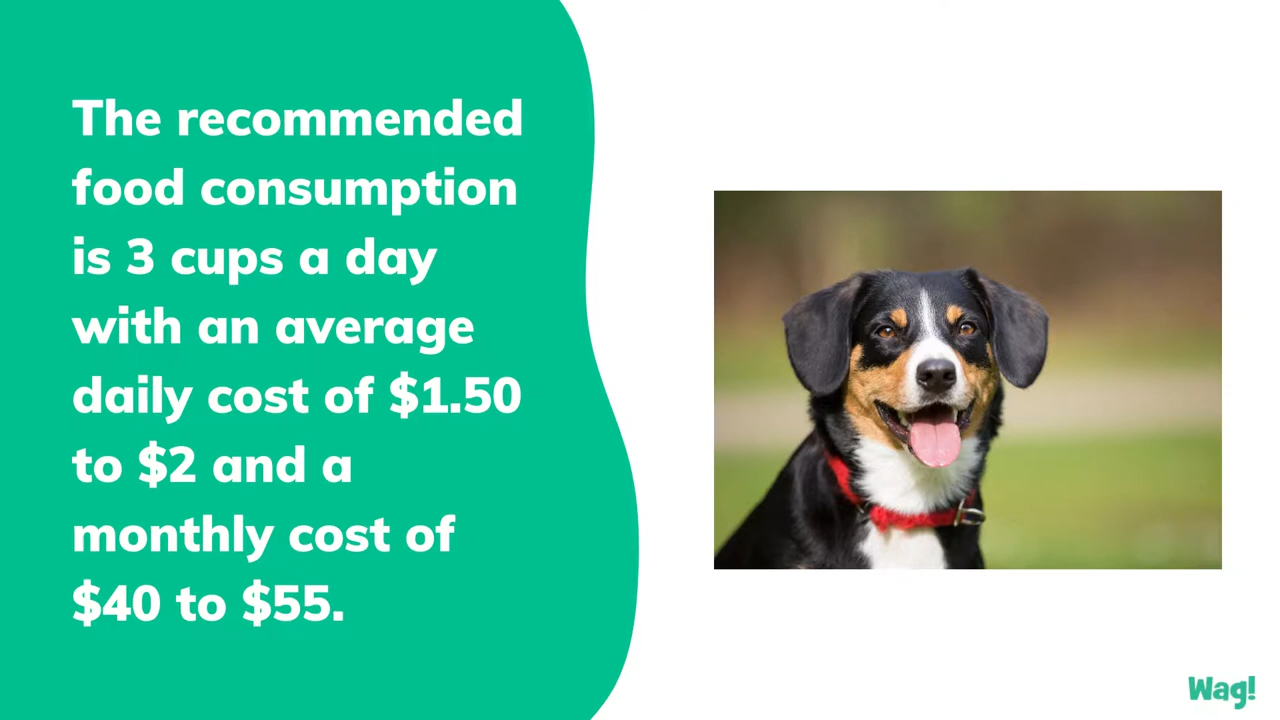 The recommended
food consumption
is 3 cups a day
with an average
daily cost of $1.50
to $2 and a
monthly cost of
$40 to $55.
Wag!